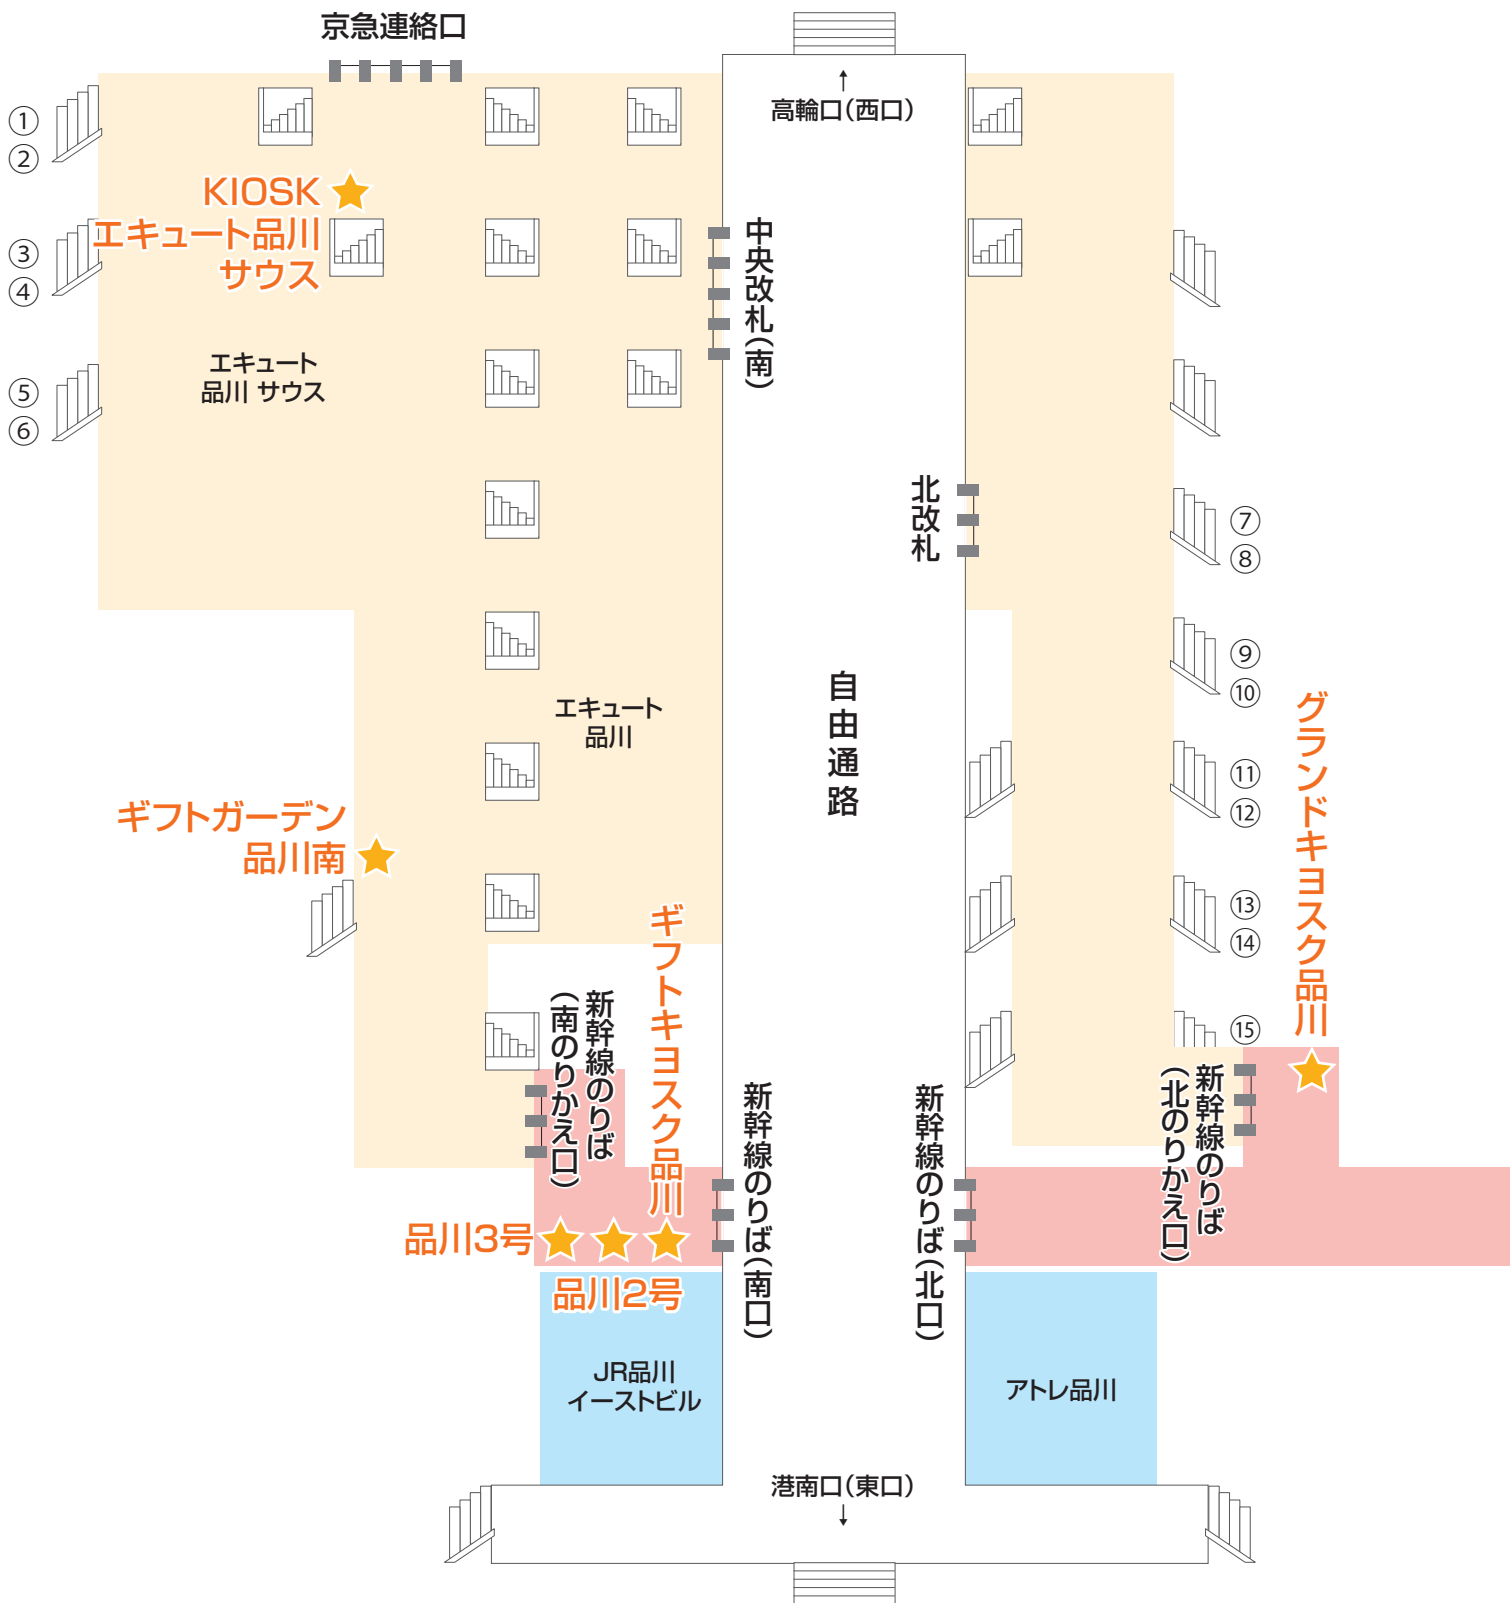 京急連絡口
高輪口(西口)
①
②
③
④
⑤
⑥
KIOSK
エキュート品川
サウス
エキュート
品川 サウス
中央改札(南)
北改札
⑦
⑧
⑨
⑩
⑪
⑫
⑬
⑭
⑮
自由通路
エキュート
品川
ギフトガーデン
品川南
グランドキヨスク品川
ギフトキヨスク品川
新幹線のりば
(南のりかえ口)
新幹線のりば(南口)
新幹線のりば(北口)
新幹線のりば
(北のりかえ口)
品川3号
品川2号
JR品川
イーストビル
アトレ品川
港南口(東口)